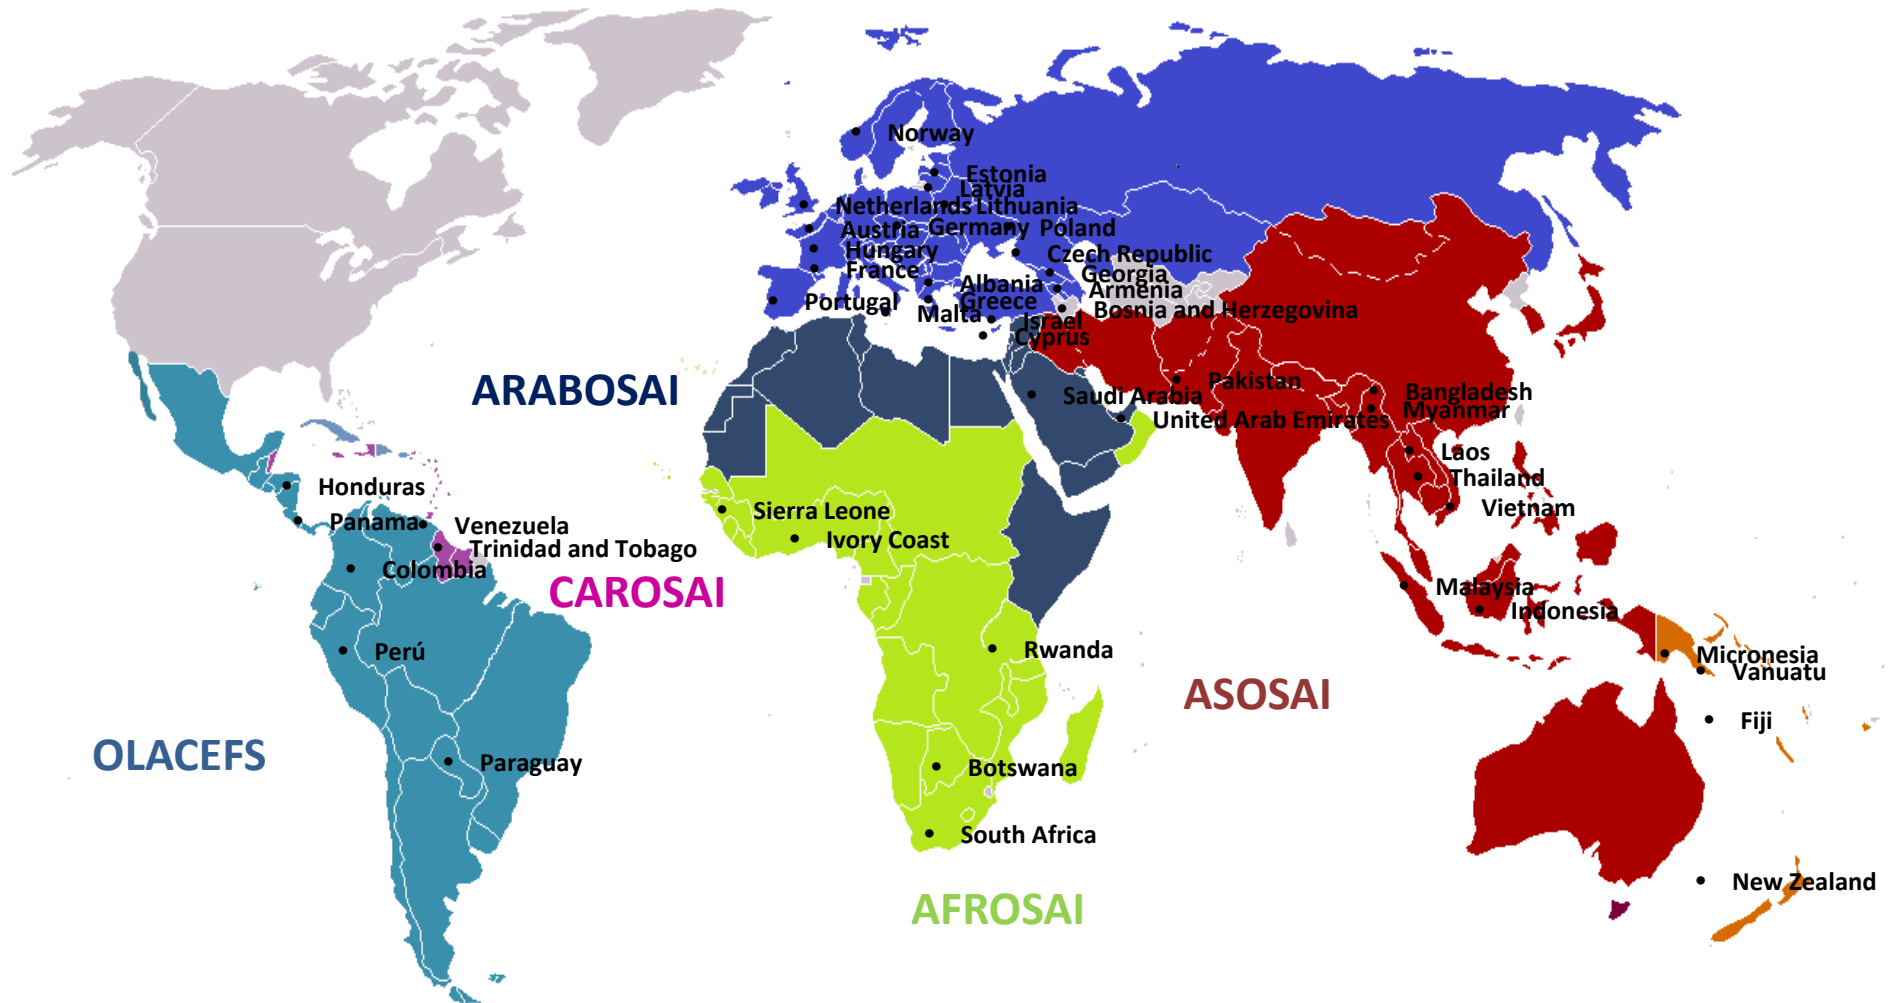 Norway
Estonia
Latvia
Netherlands
Lithuania
Austria
Germany
Poland
Hungary
Czech Republic
France
Georgia
Albania
Armenia
Portugal
Greece
Malta
Bosnia and Herzegovina
Israel
Cyprus
ARABOSAI
Saudi Arabia
Pakistan
Bangladesh
United Arab Emirates
Myanmar
Laos
Thailand
Honduras
Vietnam
Panama
Venezuela
Sierra Leone
Trinidad and Tobago
Ivory Coast
Colombia
CAROSAI
Malaysia
Indonesia
Perú
Rwanda
Micronesia
Vanuatu
ASOSAI
Fiji
OLACEFS
Paraguay
Botswana
South Africa
New Zealand
AFROSAI